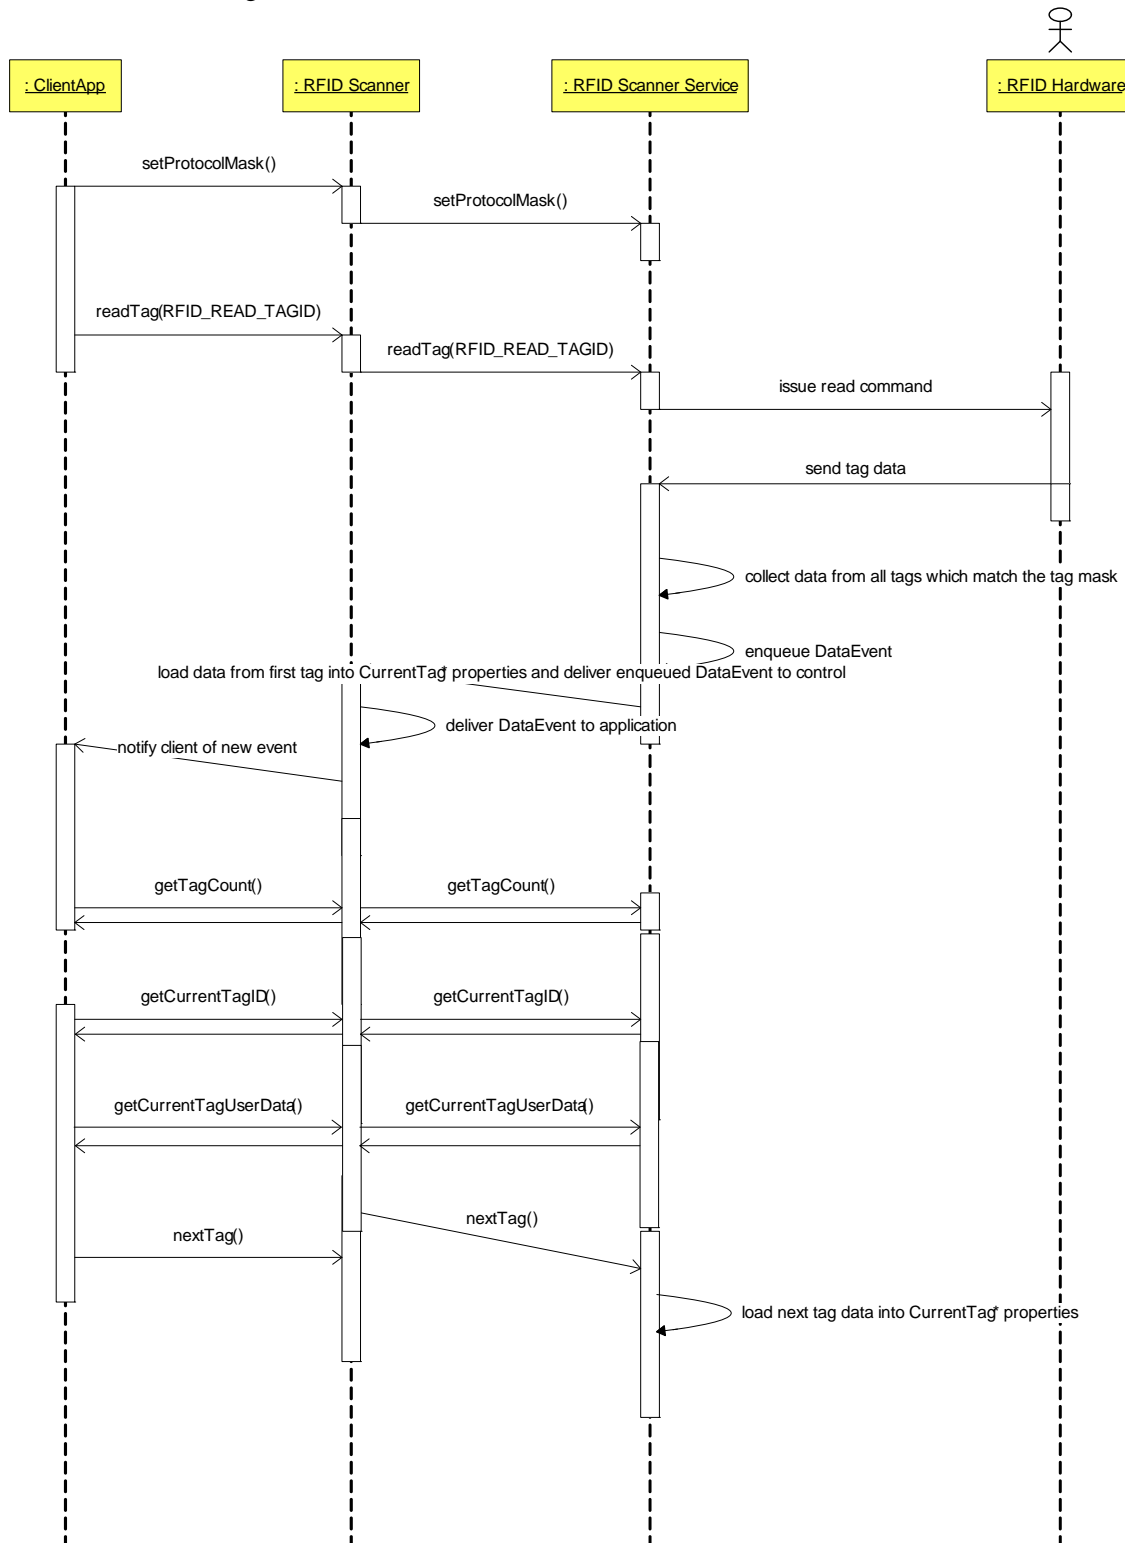 : ClientApp
: RFID Scanner
: RFID Scanner Service
: RFID Hardware
setProtocolMask()
setProtocolMask()
readTag(RFID_READ_TAGID)
readTag(RFID_READ_TAGID)
issue read command
send tag data
collect data from all tags which match the tag mask
enqueue DataEvent
load data from first tag into CurrentTag* properties and deliver enqueued DataEvent to control
deliver DataEvent to application
notify client of new event
getTagCount()
getTagCount()
getCurrentTagID()
getCurrentTagID()
getCurrentTagUserData()
getCurrentTagUserData()
nextTag()
nextTag()
load next tag data into CurrentTag* properties